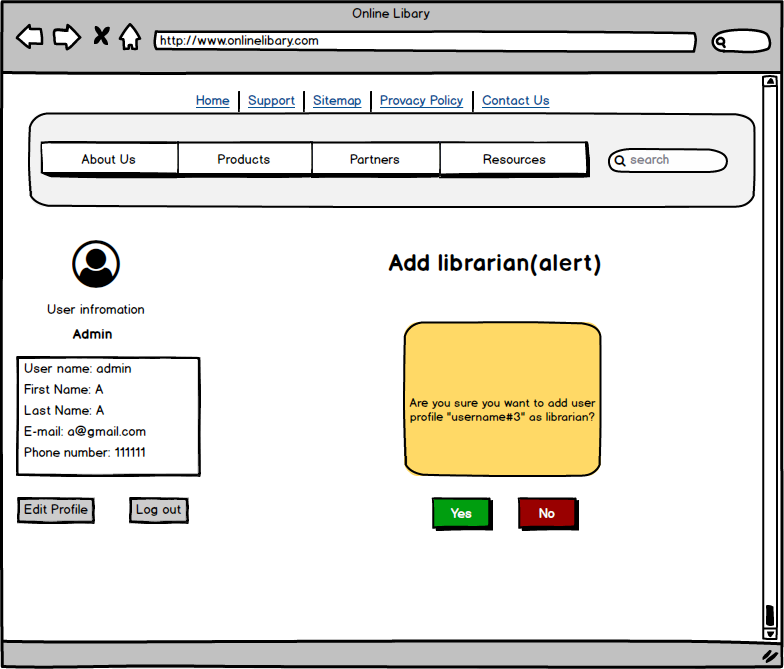 Online Libary
http://www.onlinelibary.com
Home Support Sitemap Provacy Policy Contact Us
About Us Products Partners Resources search
Add librarian(alert)
User infromation
Admin
User name: admin
First Name: A
Last Name: A
E-mail: a@gmail.com
Phone number: 111111
Edit Profile Log out
Are you sure you want to add user
profile "username#3" as librarian?
Yes No